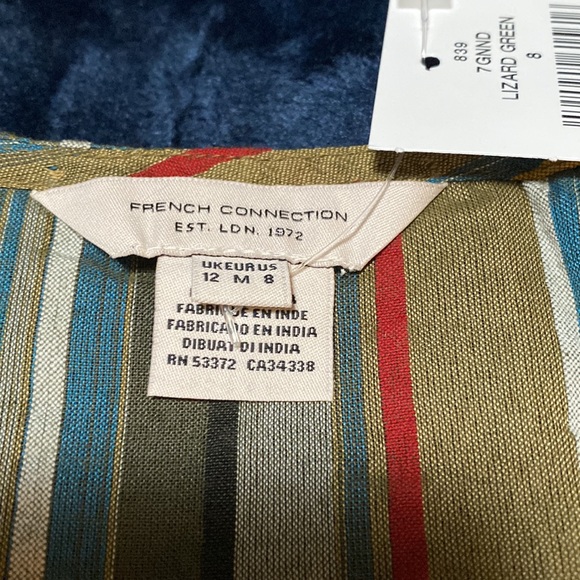 839
7GNND
LIZARD GREEN
8
FRENCH CONNECTION
EST. LDN. 1972
UK EUR US
12 M 8
EN INDE
FABRICADO EN INDIA
DIBUAT DI INDIA
RN 53372 CA34338